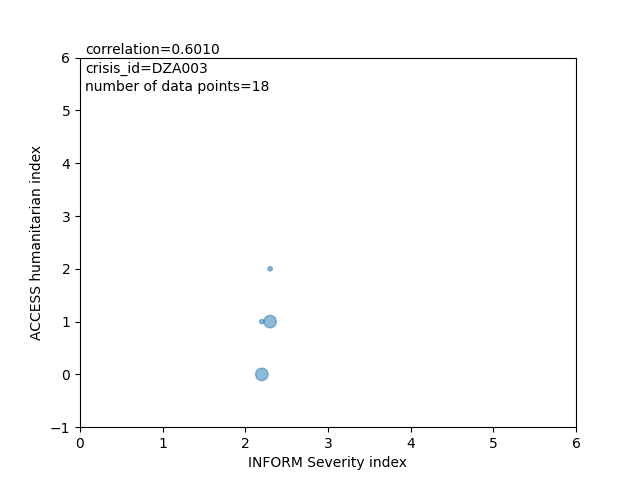 correlation=0.6010
crisis_id=DZA003
number of data points=18
6
5
4
3
2
1
0
−1
ACCESS humanitarian index
0 1 2 3 4 5 6
INFORM Severity index